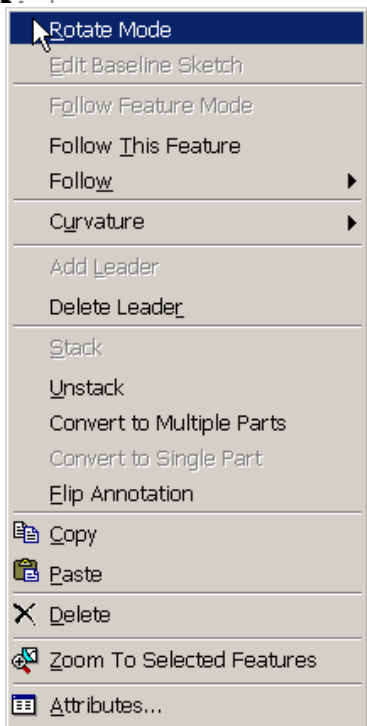 Rotate Mode
Edit Baseline Sketch
Follow Feature Mode
Follow This Feature
Follow
Curvature
Add Leader
Delete Leader
Stack
Unstack
Convert to Multiple Parts
Convert to Single Part
Flip Annotation
Copy
Paste
Delete
Zoom To Selected Features
Attributes...